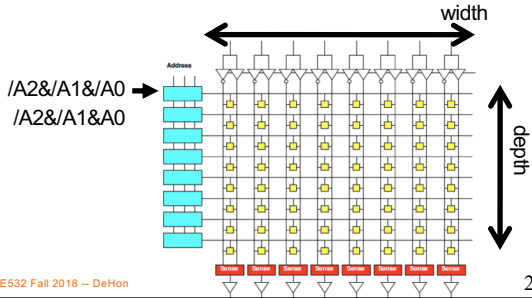 width
Address
/A2&/A1&/A0
/A2&/A1&A0
depth
Sense Sense Sense Sense Sense Sense Sense Sense
E532 Fall 2018 -- DeHon
2